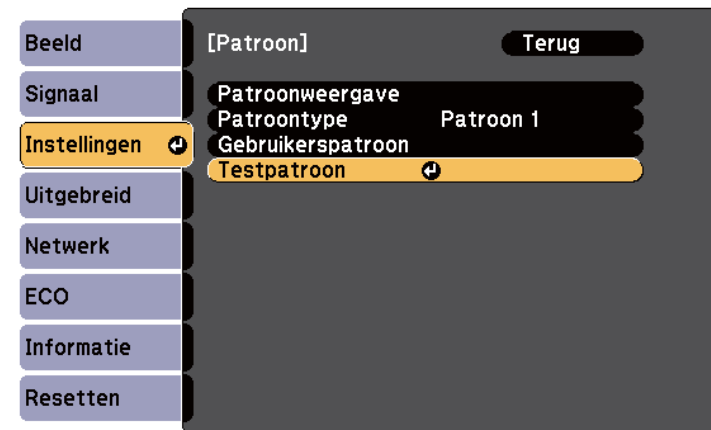 Beeld
Signaal
Instellingen
Uitgebreid
Netwerk
ECO
Informatie
Resetten
[Patroon] Terug
Patroonweergave
Patroontype Patroon 1
Gebruikerspatroon
Testpatroon